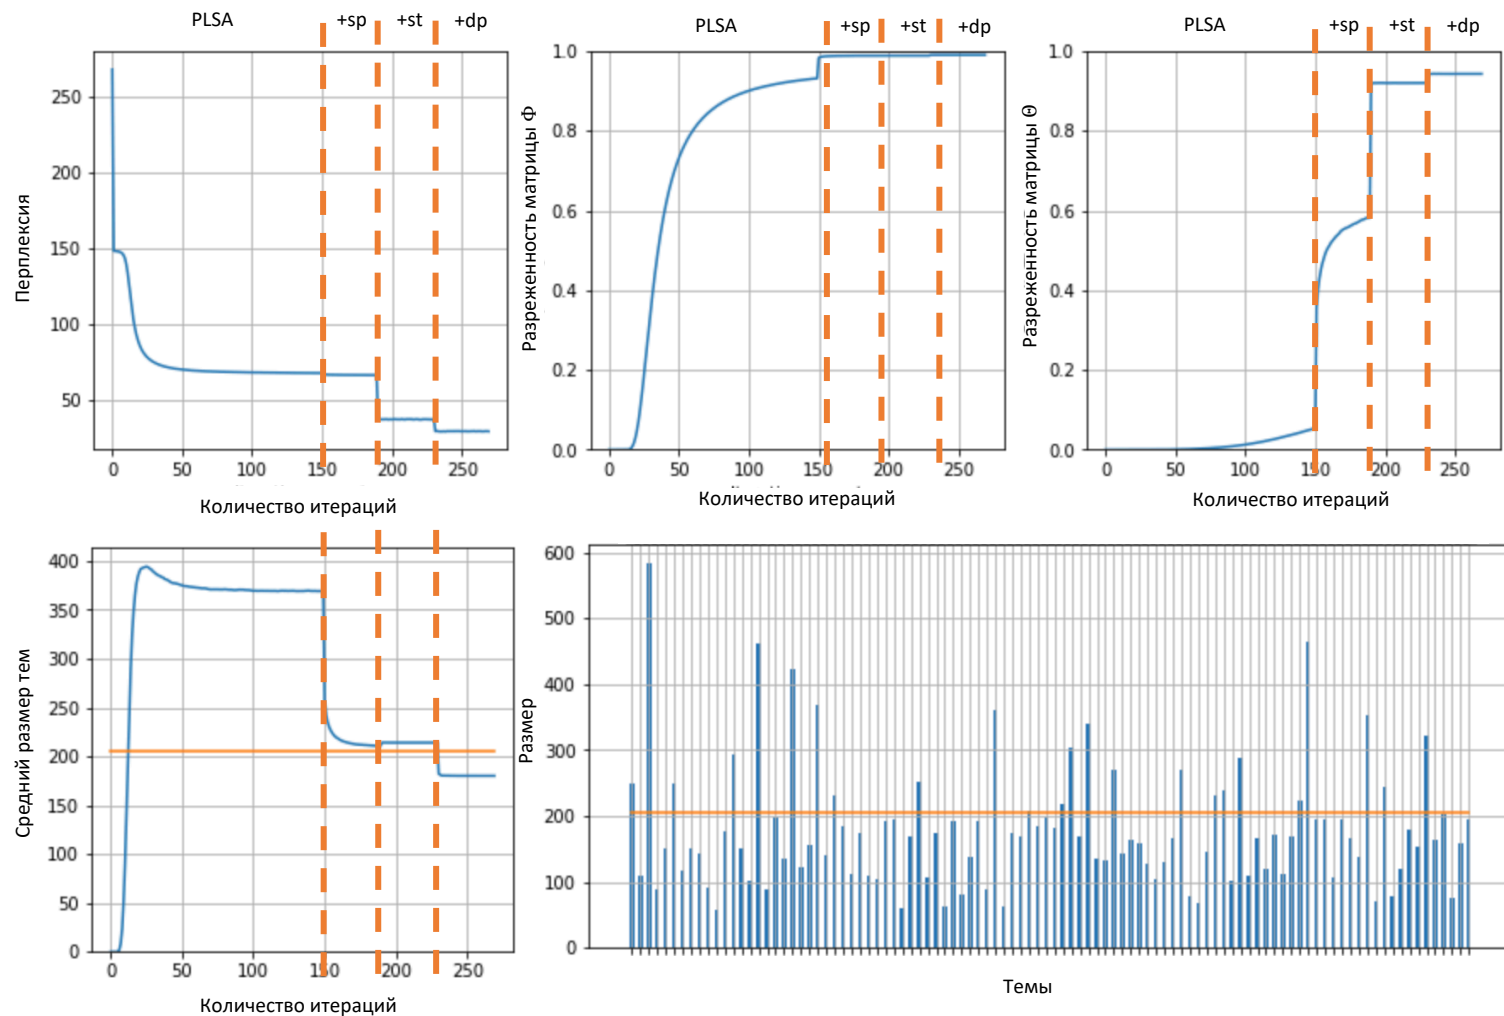 PLSA +sp +st +dp
250
200
150
100
50
0 50 100 150 200 250
Перплексия
Количество итераций
PLSA +sp +st +dp
1.0
0.8
0.6
0.4
0.2
0.0
0 50 100 150 200 250
Разреженность матрицы Φ
Количество итераций
PLSA +sp +st +dp
1.0
0.8
0.6
0.4
0.2
0.0
0 50 100 150 200 250
Разреженность матрицы Θ
Количество итераций
400
350
300
250
200
150
100
50
0
0 50 100 150 200 250
Средний размер тем
Количество итераций
600
500
400
300
200
100
0
Размер
Темы